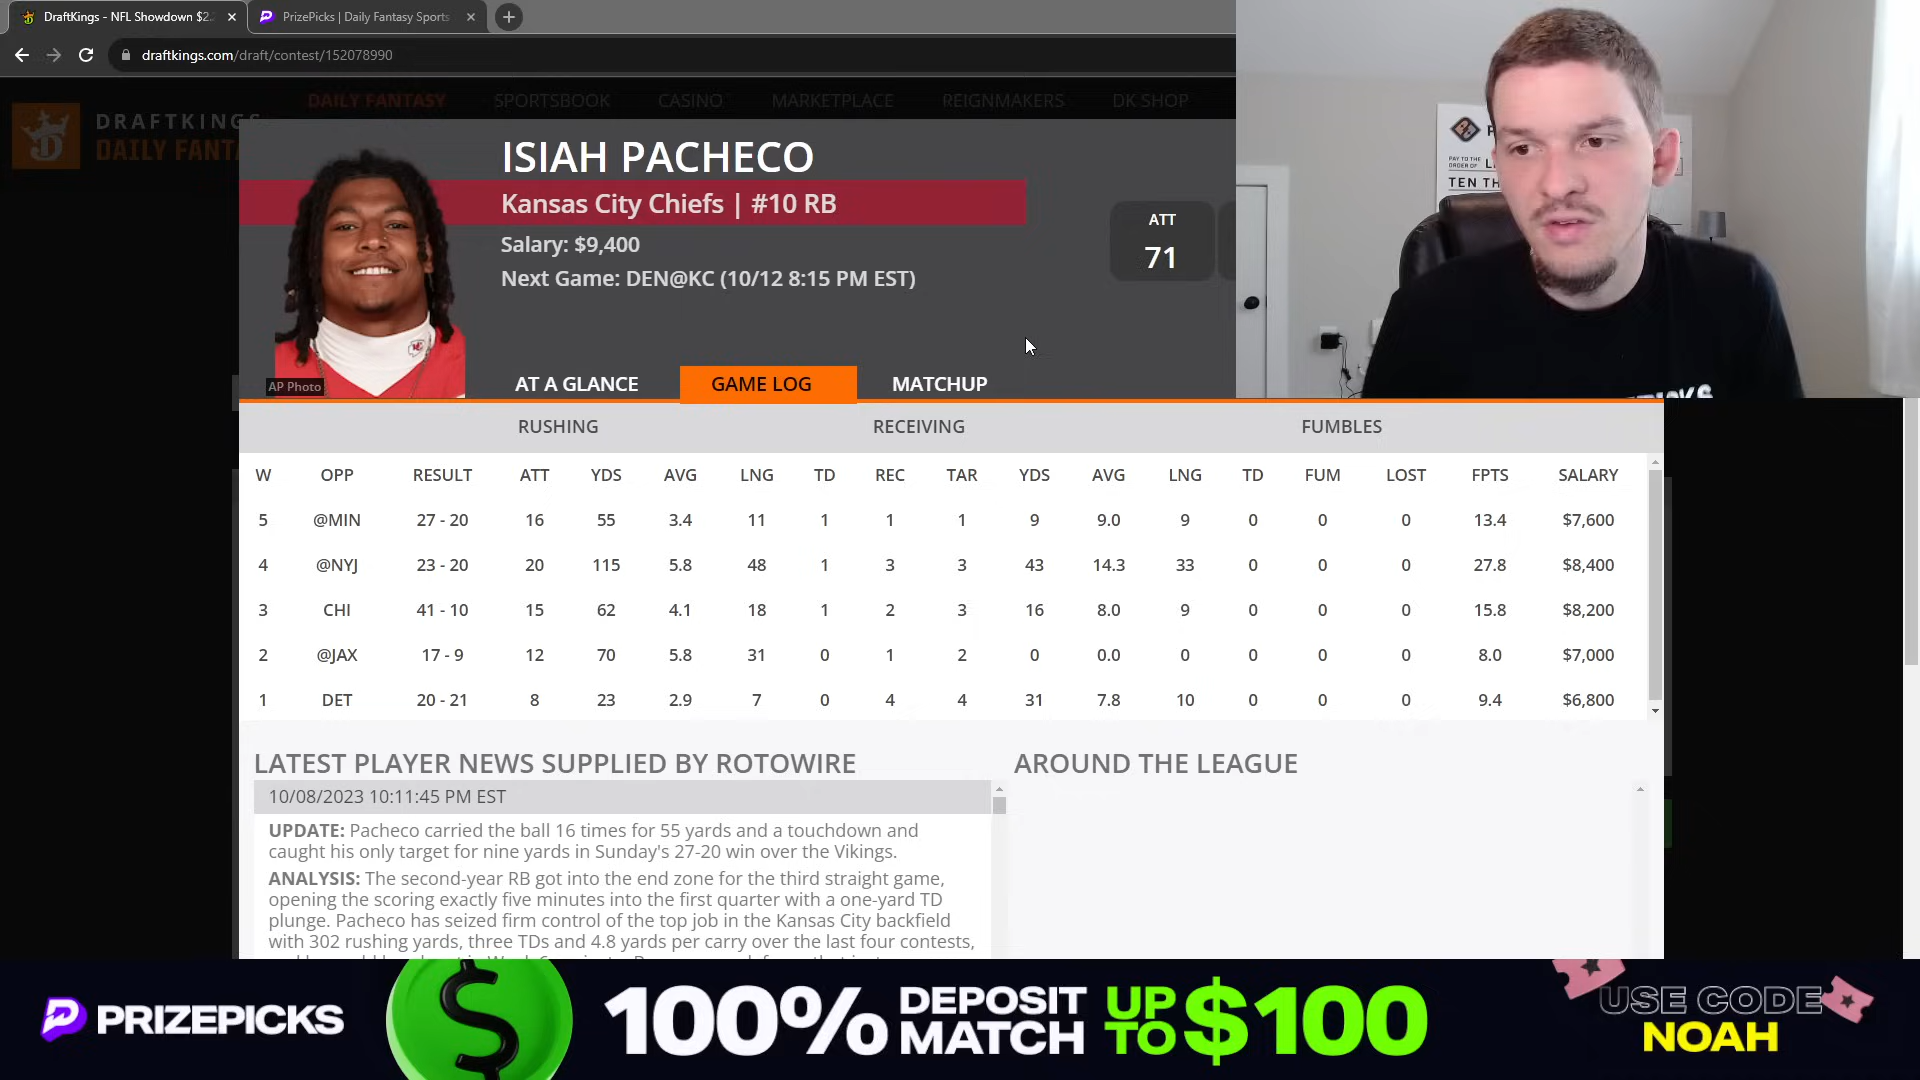 DraftKings - NFL Showdown $2.
PrizePicks | Daily Fantasy Sports
draftkings.com/draft/contest/152078990
DAILY FANTASY SPORTSBOOK CASINO MARKETPLACE REIGNMAKERS DK SHOP
DRAFTKINGS
DAILY FANTA
ISIAH PACHECO
Kansas City Chiefs | #10 RB
Salary: $9,400
Next Game: DEN@KC (10/12 8:15 PM EST)
ATT
71
PAY TO THE
ORDER OF
TEN TH
AP Photo
AT A GLANCE GAME LOG MATCHUP
RUSHING RECEIVING FUMBLES
W OPP RESULT ATT YDS AVG LNG TD REC TAR YDS AVG LNG TD FUM LOST FPTS SALARY
5 @MIN 27 - 20 16 55 3.4 11 1 1 1 9 9.0 9 0 0 0 13.4 $7,600
4 @NYJ 23 - 20 20 115 5.8 48 1 3 3 43 14.3 33 0 0 0 27.8 $8,400
3 CHI 41 - 10 15 62 4.1 18 1 2 3 16 8.0 9 0 0 0 15.8 $8,200
2 @JAX 17 - 9 12 70 5.8 31 0 1 2 0 0.0 0 0 0 0 8.0 $7,000
1 DET 20 - 21 8 23 2.9 7 0 4 4 31 7.8 10 0 0 0 9.4 $6,800
LATEST PLAYER NEWS SUPPLIED BY ROTOWIRE
AROUND THE LEAGUE
10/08/2023 10:11:45 PM EST
UPDATE: Pacheco carried the ball 16 times for 55 yards and a touchdown and
caught his only target for nine yards in Sunday's 27-20 win over the Vikings.
ANALYSIS: The second-year RB got into the end zone for the third straight game,
opening the scoring exactly five minutes into the first quarter with a one-yard TD
plunge. Pacheco has seized firm control of the top job in the Kansas City backfield
with 302 rushing yards, three TDs and 4.8 yards per carry over the last four contests,
PRIZEPICKS
100% DEPOSIT MATCH UP TO $100
USE CODE
NOAH